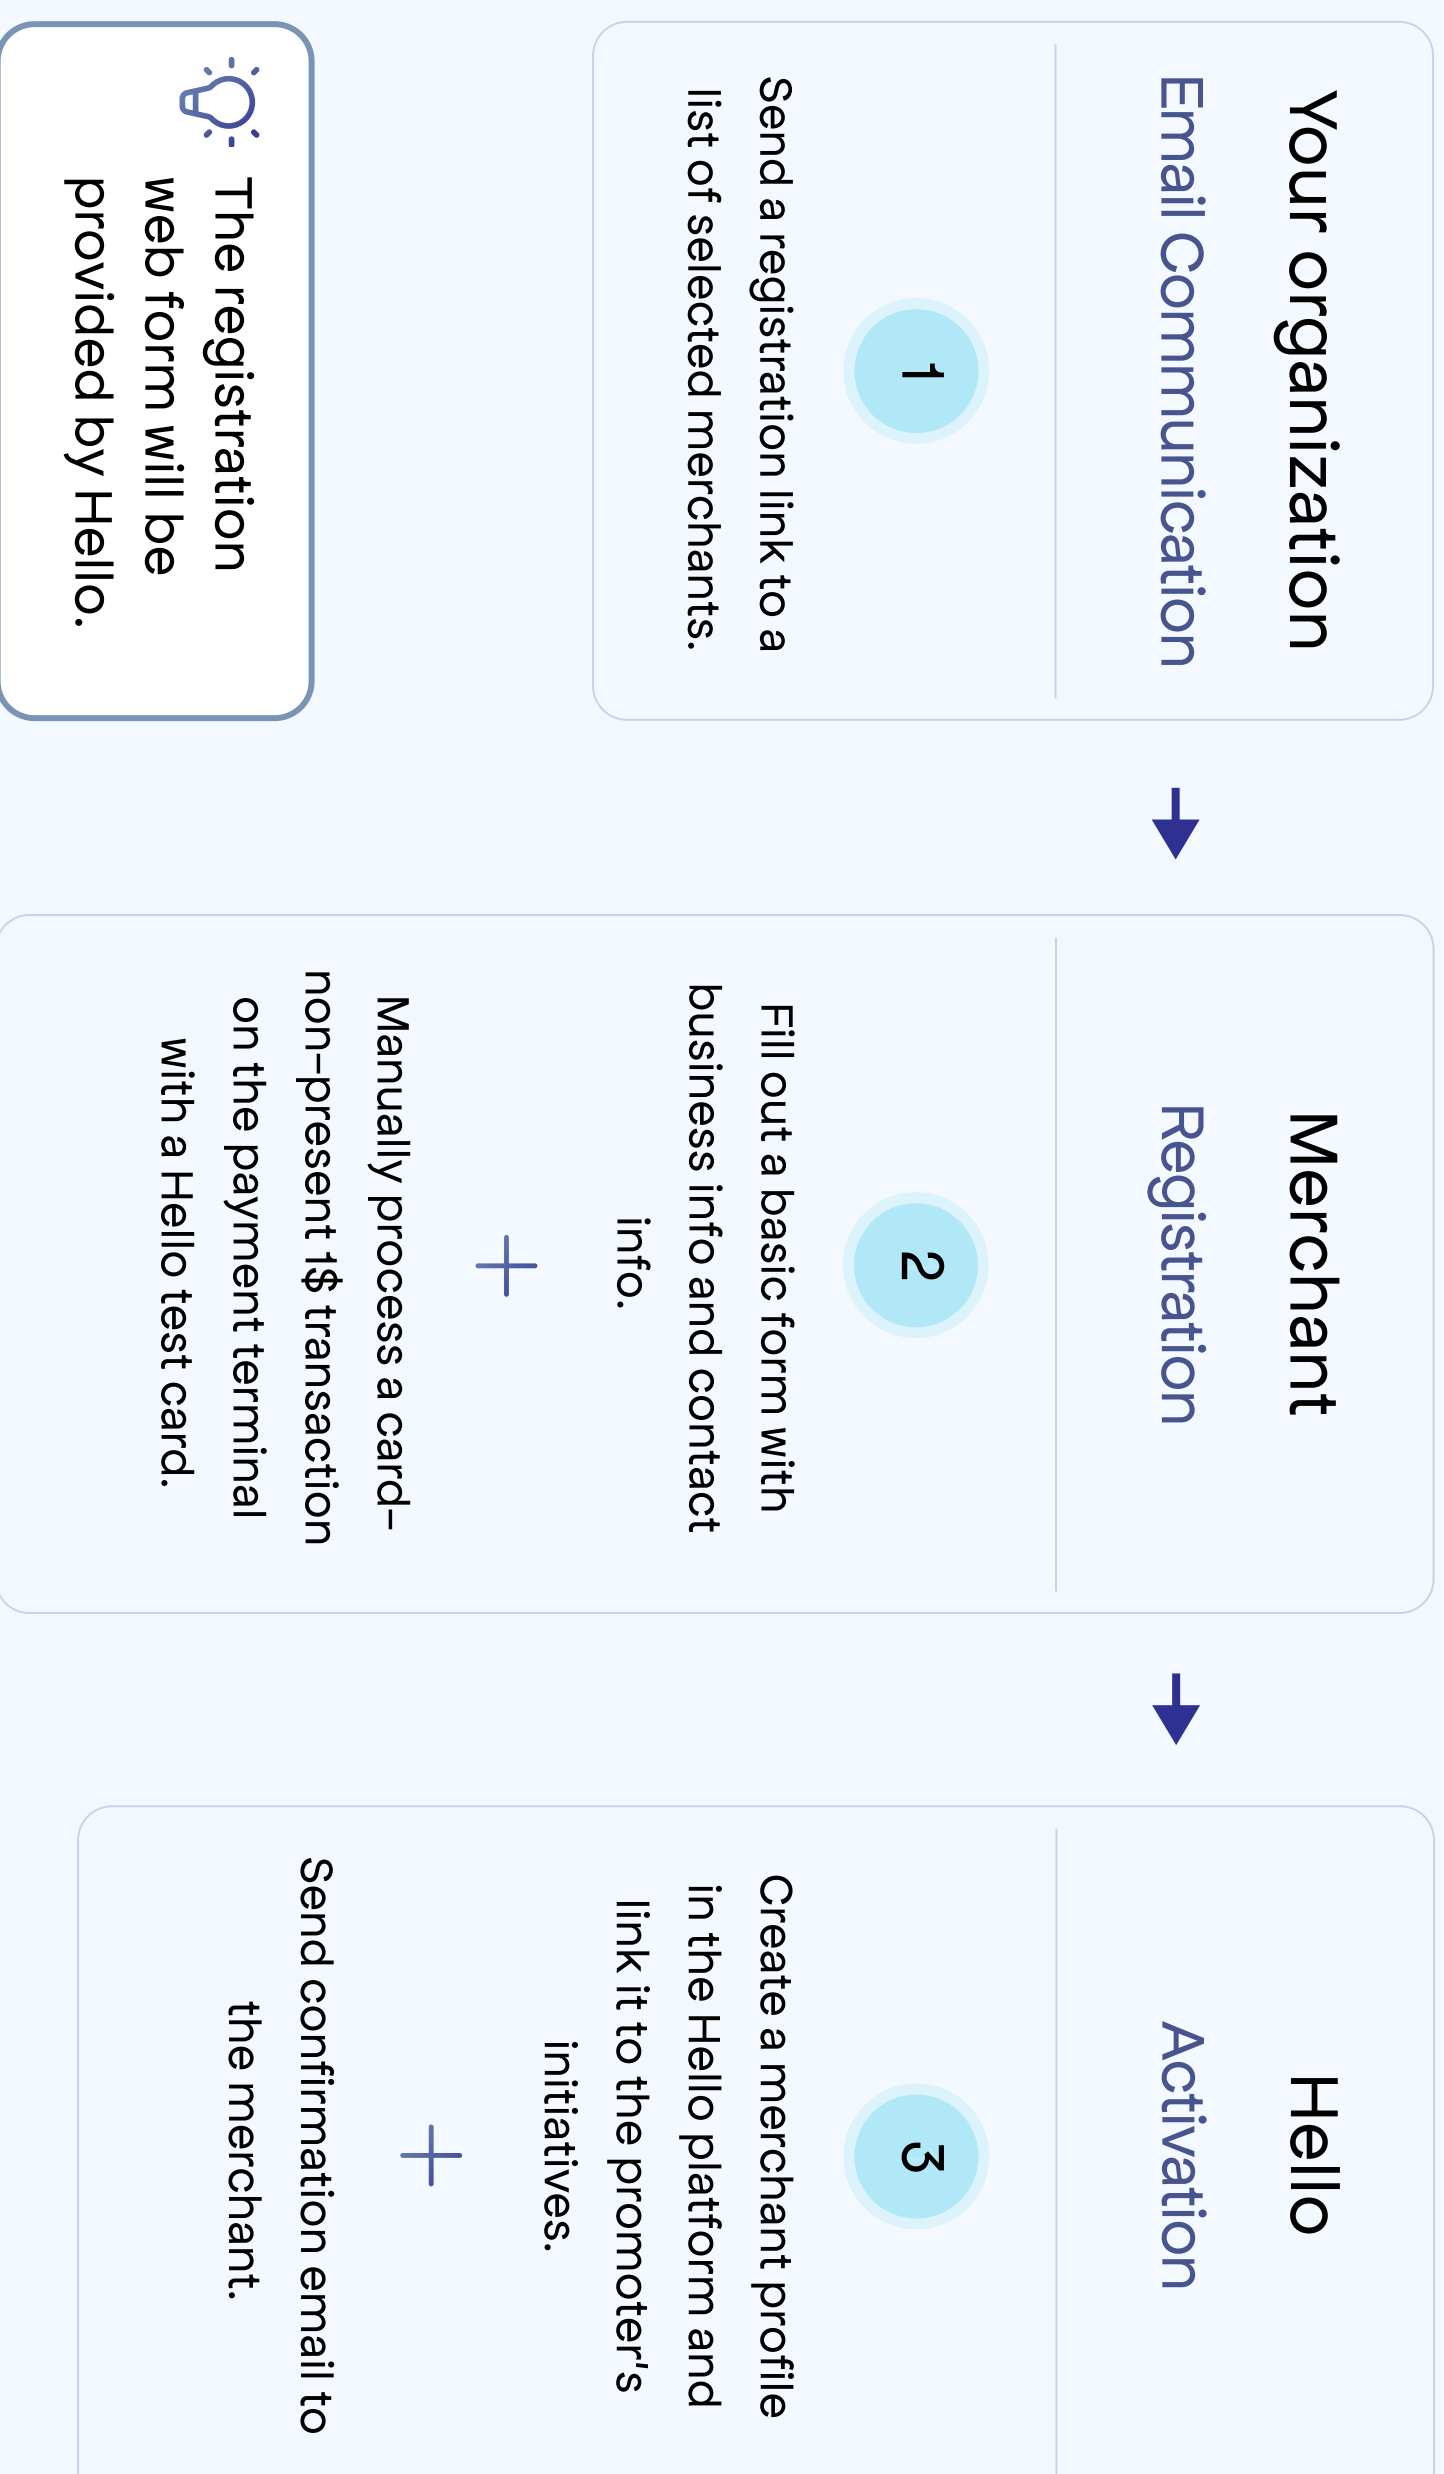 Your organization
Email Communication
1
Send a registration link to a
list of selected merchants.
The registration
web form will be
provided by Hello.
Merchant
Registration
2
Fill out a basic form with
business info and contact
info.
Manually process a card-
non-present 1$ transaction
on the payment terminal
with a Hello test card.
Hello
Activation
3
Create a merchant profile
in the Hello platform and
link it to the promoter's
initiatives.
Send confirmation email to
the merchant.